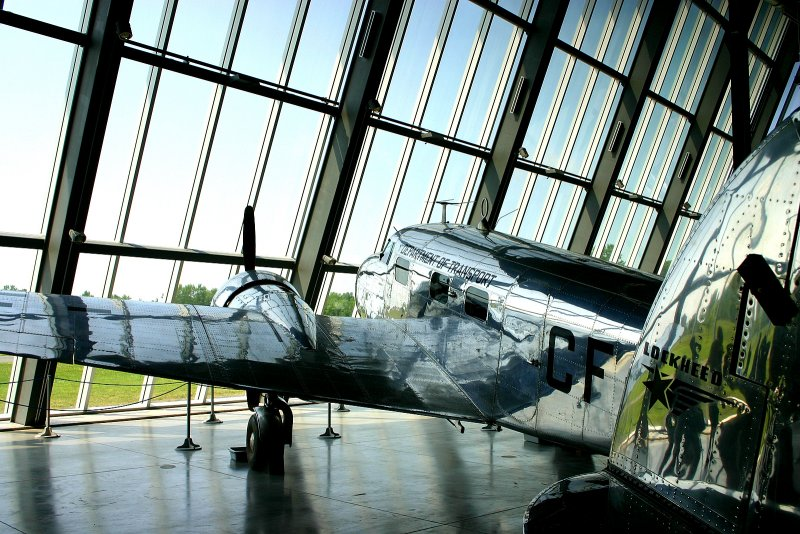 DEPARTMENT OF TRANSPORT
CF
LOCKHEED